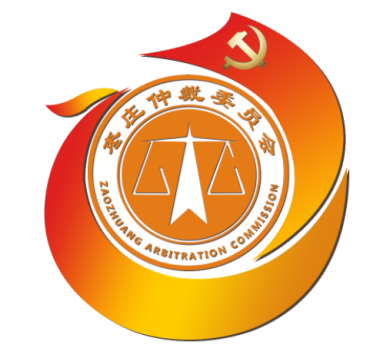 枣庄仲裁委员会
ZAOZHUANG ARBITRATION COMMISSION